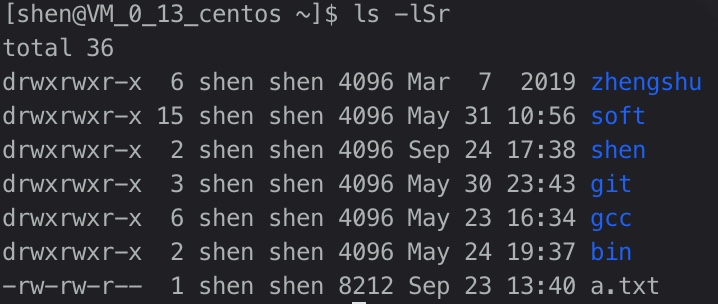 [shen@VM_0_13_centos ~]$ ls -lSr
total 36
drwxrwxr-x  6 shen shen 4096 Mar  7  2019 zhengshu
drwxrwxr-x 15 shen shen 4096 May 31 10:56 soft
drwxrwxr-x  2 shen shen 4096 Sep 24 17:38 shen
drwxrwxr-x  3 shen shen 4096 May 30 23:43 git
drwxrwxr-x  6 shen shen 4096 May 23 16:34 gcc
drwxrwxr-x  2 shen shen 4096 May 24 19:37 bin
-rw-rw-r--  1 shen shen 8212 Sep 23 13:40 a.txt